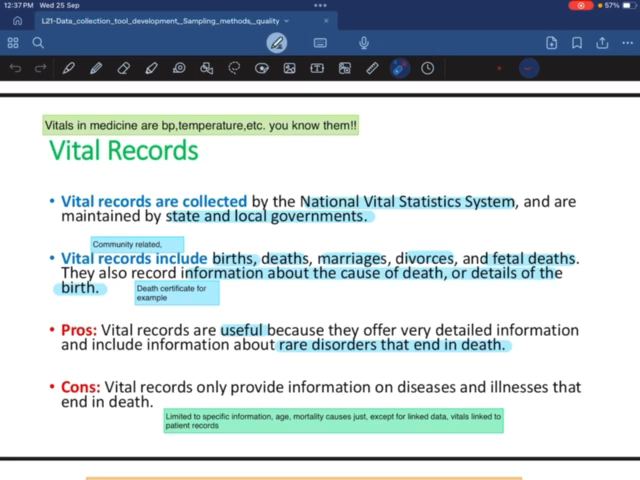 12:37 PM Wed 25 Sep
57%
L21-Data_collection_tool_development,_Sampling_methods,_quality
Vitals in medicine are bp,temperature,etc. you know them!!
Vital Records
• Vital records are collected by the National Vital Statistics System, and are
maintained by state and local governments.
Community related,
• Vital records include births, deaths, marriages, divorces, and fetal deaths.
They also record information about the cause of death, or details of the
birth.
Death certificate for
example
• Pros: Vital records are useful because they offer very detailed information
and include information about rare disorders that end in death.
• Cons: Vital records only provide information on diseases and illnesses that
end in death.
Limited to specific information, age, mortality causes just, except for linked data, vitals linked to
patient records